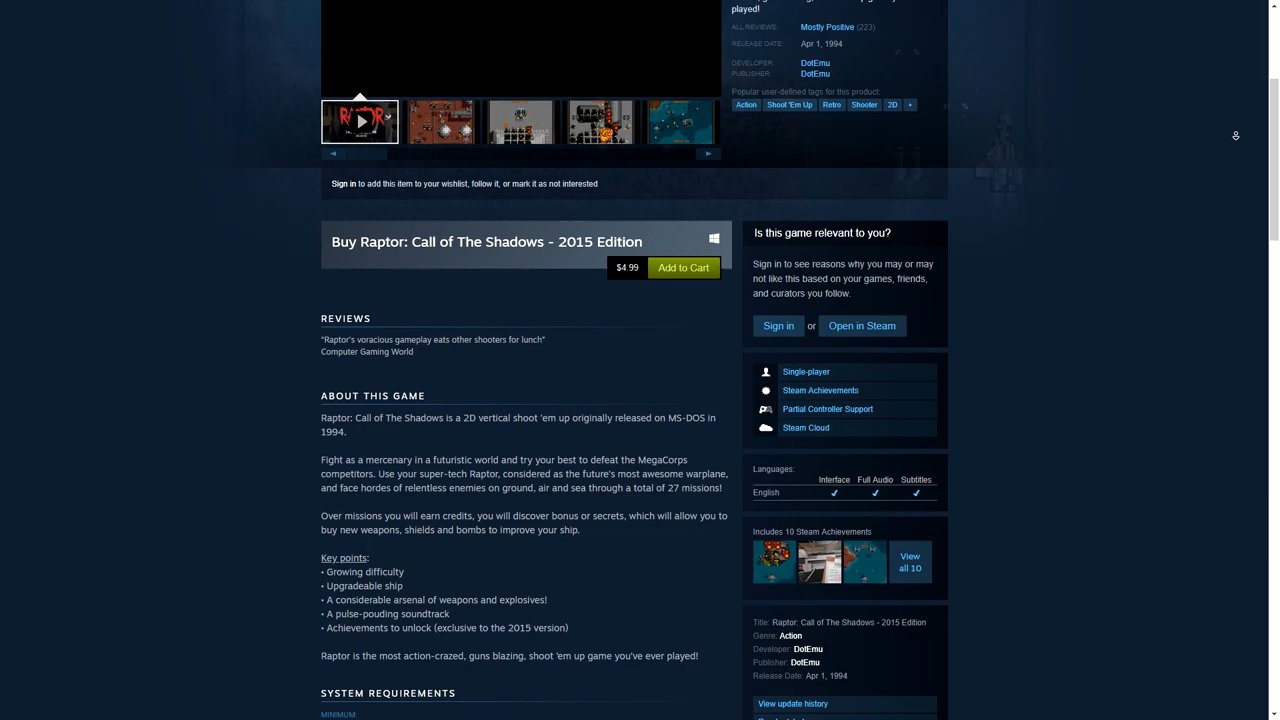 played!
ALL REVIEWS:
Mostly Positive (223)
RELEASE DATE:
Apr 1, 1994
DEVELOPER:
DotEmu
PUBLISHER:
DotEmu
Popular user-defined tags for this product:
Action
Shoot 'Em Up
Retro
Shooter
2D
+
RAPTOR
Sign in to add this item to your wishlist, follow it, or mark it as not interested
Buy Raptor: Call of The Shadows - 2015 Edition
$4.99
Add to Cart
REVIEWS
"Raptor's voracious gameplay eats other shooters for lunch"
Computer Gaming World
ABOUT THIS GAME
Raptor: Call of The Shadows is a 2D vertical shoot 'em up originally released on MS-DOS in
1994.
Fight as a mercenary in a futuristic world and try your best to defeat the MegaCorps
competitors. Use your super-tech Raptor, considered as the future's most awesome warplane,
and face hordes of relentless enemies on ground, air and sea through a total of 27 missions!
Over missions you will earn credits, you will discover bonus or secrets, which will allow you to
buy new weapons, shields and bombs to improve your ship.
Key points:
• Growing difficulty
• Upgradeable ship
• A considerable arsenal of weapons and explosives!
• A pulse-pouding soundtrack
• Achievements to unlock (exclusive to the 2015 version)
Raptor is the most action-crazed, guns blazing, shoot 'em up game you've ever played!
SYSTEM REQUIREMENTS
MINIMUM:
Is this game relevant to you?
Sign in to see reasons why you may or may
not like this based on your games, friends,
and curators you follow.
Sign in or Open in Steam
Single-player
Steam Achievements
Partial Controller Support
Steam Cloud
Languages:
Interface Full Audio Subtitles
English ✔ ✔ ✔
Includes 10 Steam Achievements
View
all 10
Title: Raptor: Call of The Shadows - 2015 Edition
Genre: Action
Developer: DotEmu
Publisher: DotEmu
Release Date: Apr 1, 1994
View update history